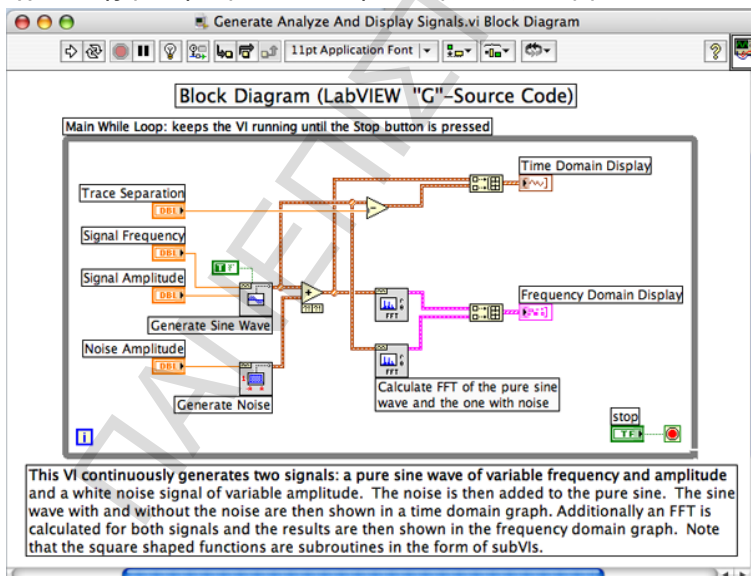 Generate Analyze And Display Signals.vi Block Diagram
11pt Application Font
Block Diagram (LabVIEW "G"-Source Code)
Main While Loop: keeps the VI running until the Stop button is pressed
Time Domain Display
Trace Separation
DBL
Signal Frequency
DBL
Signal Amplitude
DBL
Generate Sine Wave
Frequency Domain Display
FFT
Noise Amplitude
DBL
Generate Noise
FFT
Calculate FFT of the pure sine
wave and the one with noise
stop
TF
i
This VI continuously generates two signals: a pure sine wave of variable frequency and amplitude
and a white noise signal of variable amplitude. The noise is then added to the pure sine. The sine
wave with and without the noise are then shown in a time domain graph. Additionally an FFT is
calculated for both signals and the results are then shown in the frequency domain graph. Note
that the square shaped functions are subroutines in the form of subVIs.
ΠΑΝΕΠΙΣΤ